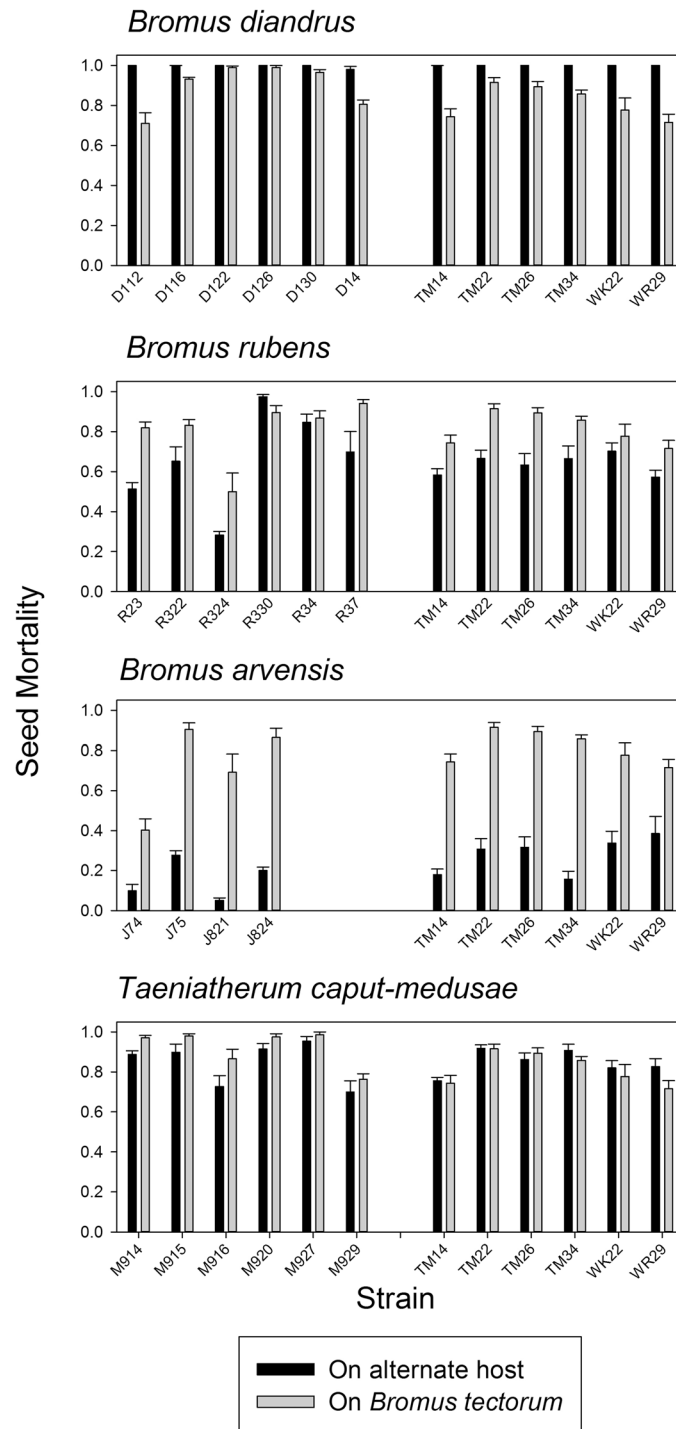 Bromus diandrus
1.0
0.8
0.6
0.4
0.2
0.0
D112 D116 D122 D126 D130 D14 TM14 TM22 TM26 TM34 WK22 WR29
Bromus rubens
1.0
0.8
0.6
0.4
0.2
0.0
R23 R322 R324 R330 R34 R37 TM14 TM22 TM26 TM34 WK22 WR29
Seed Mortality
Bromus arvensis
1.0
0.8
0.6
0.4
0.2
0.0
J74 J75 J821 J824 TM14 TM22 TM26 TM34 WK22 WR29
Taeniatherum caput-medusae
1.0
0.8
0.6
0.4
0.2
0.0
M914 M915 M916 M920 M927 M929 TM14 TM22 TM26 TM34 WK22 WR29
Strain
On alternate host
On Bromus tectorum